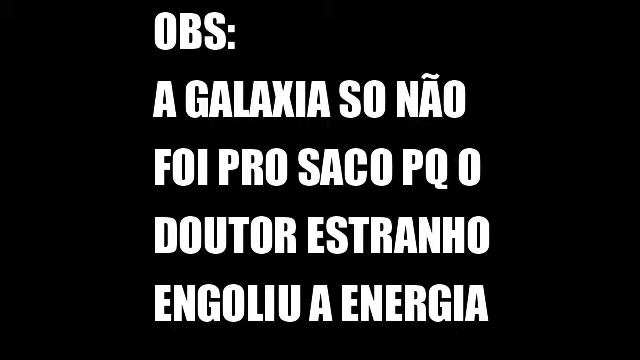 OBS:
A GALAXIA SO NÃO
FOI PRO SACO PQ O
DOUTOR ESTRANHO
ENGOLIU A ENERGIA